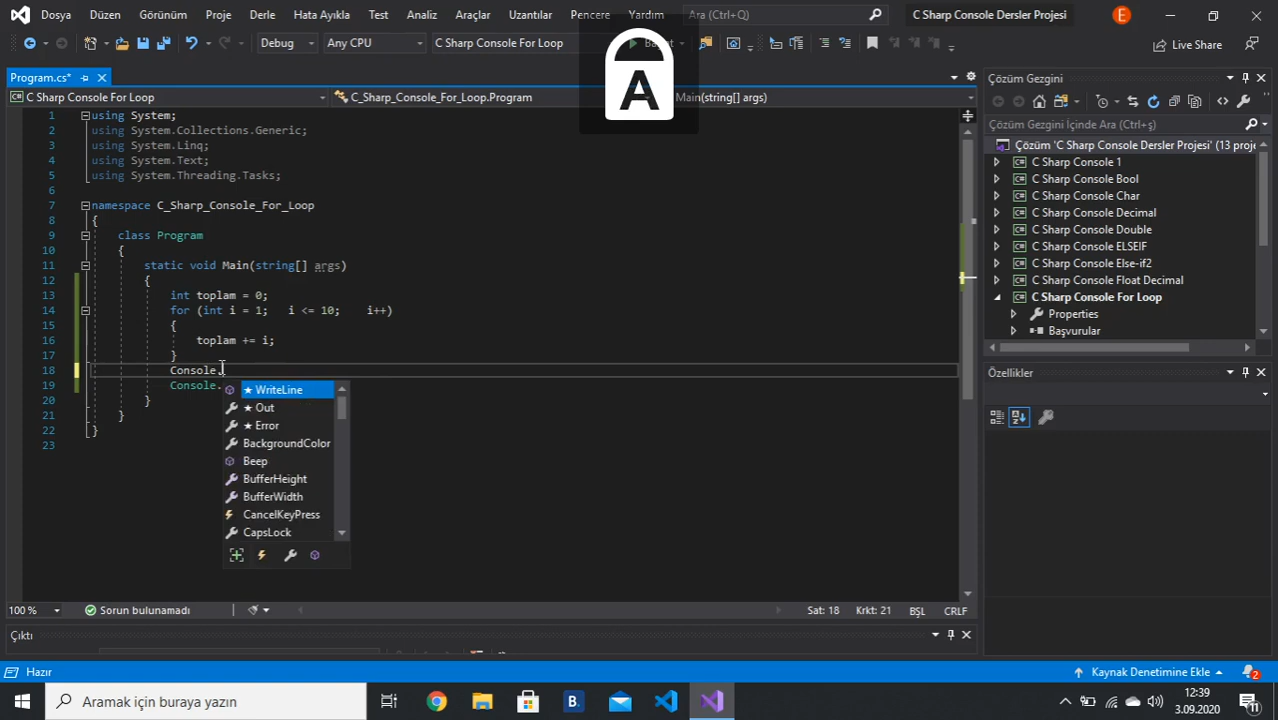 Dosya Düzen Görünüm Proje Derle Hata Ayıkla Test Analiz Araçlar Uzantılar Pencere Yardım Ara (Ctrl+Q) C Sharp Console Dersler Projesi E
Debug Any CPU C Sharp Console For Loop Live Share
A
Program.cs*
C Sharp Console For Loop C_Sharp_Console_For_Loop.Program Main(string[] args)
1 using System;
2 using System.Collections.Generic;
3 using System.Linq;
4 using System.Text;
5 using System.Threading.Tasks;
6
7 namespace C_Sharp_Console_For_Loop
8 {
9 class Program
10 {
11 static void Main(string[] args)
12 {
13 int toplam = 0;
14 for (int i = 1; i <= 10; i++)
15 {
16 toplam += i;
17 }
18 Console.
19 Console.
20 }
21 }
22 }
23
★ WriteLine
★ Out
★ Error
BackgroundColor
Beep
BufferHeight
BufferWidth
CancelKeyPress
CapsLock
Çözüm Gezgini
Çözüm Gezgini İçinde Ara (Ctrl+ş)
Çözüm 'C Sharp Console Dersler Projesi' (13 proje
C# C Sharp Console 1
C# C Sharp Console Bool
C# C Sharp Console Char
C# C Sharp Console Decimal
C# C Sharp Console Double
C# C Sharp Console ELSEIF
C# C Sharp Console Else-if2
C# C Sharp Console Float Decimal
C# C Sharp Console For Loop
Properties
Başvurular
Özellikler
100 % Sorun bulunamadı Sat: 18 Krkt: 21 BŞL CRLF
Çıktı
Hazır Kaynak Denetimine Ekle 2
Aramak için buraya yazın B. 12:39
3.09.2020 11